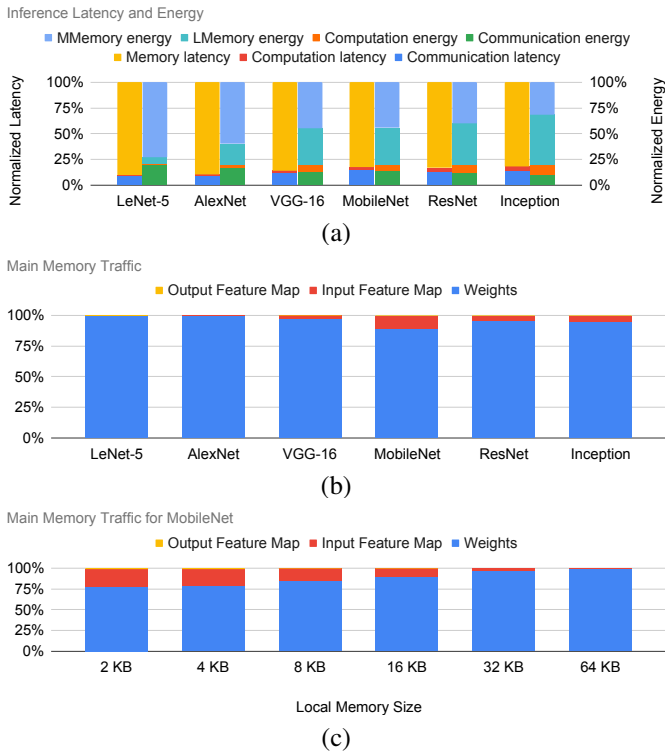 Inference Latency and Energy
MMemory energy LMemory energy Computation energy Communication energy
Memory latency Computation latency Communication latency
Normalized Latency
100%
75%
50%
25%
0%
100%
75%
50%
25%
0%
Normalized Energy
LeNet-5 AlexNet VGG-16 MobileNet ResNet Inception
(a)
Main Memory Traffic
Output Feature Map Input Feature Map Weights
100%
75%
50%
25%
0%
LeNet-5 AlexNet VGG-16 MobileNet ResNet Inception
(b)
Main Memory Traffic for MobileNet
Output Feature Map Input Feature Map Weights
100%
75%
50%
25%
0%
2 KB 4 KB 8 KB 16 KB 32 KB 64 KB
Local Memory Size
(c)